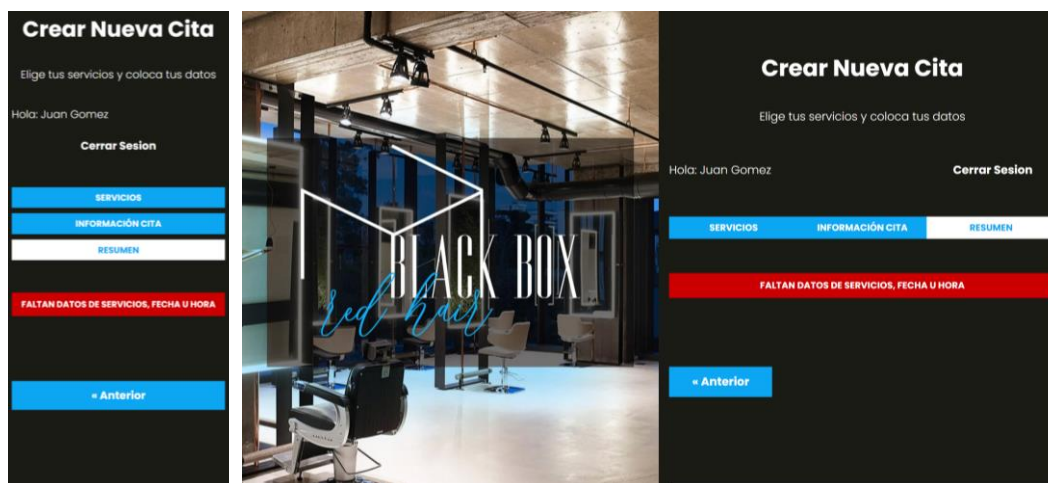 Crear Nueva Cita
Elige tus servicios y coloca tus datos
Hola: Juan Gomez
Cerrar Sesion
SERVICIOS
INFORMACIÓN CITA
RESUMEN
FALTAN DATOS DE SERVICIOS, FECHA U HORA
« Anterior
BLACK BOX
red hair
Crear Nueva Cita
Elige tus servicios y coloca tus datos
Hola: Juan Gomez
Cerrar Sesion
SERVICIOS
INFORMACIÓN CITA
RESUMEN
FALTAN DATOS DE SERVICIOS, FECHA U HORA
« Anterior